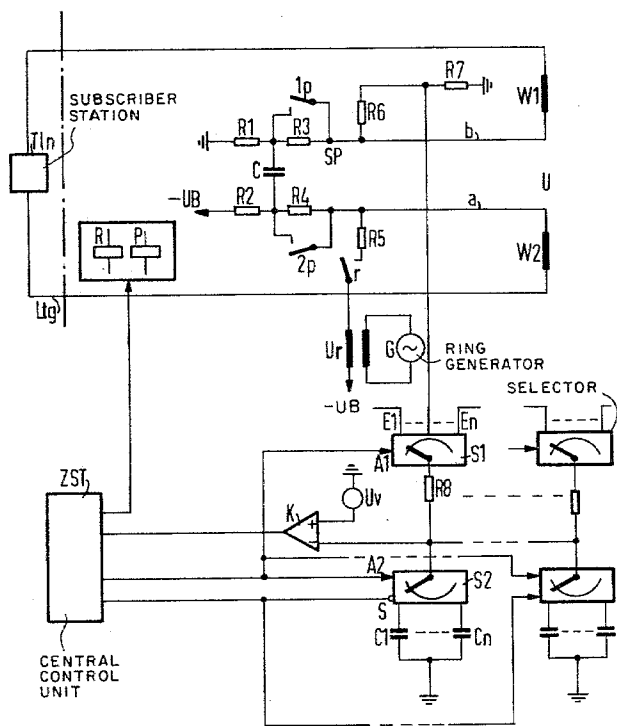 SUBSCRIBER
STATION
Tln
1p
R7
R6
W1
R1
R3
SP
b
C
-UB
R2
R4
a
U
R5
2p
r
W2
R
P
Ltg
Ur
G
RING
GENERATOR
-UB
SELECTOR
E1
En
A1
S1
ZST
Uv
R8
K
+
−
A2
S2
S
C1
Cn
CENTRAL
CONTROL
UNIT